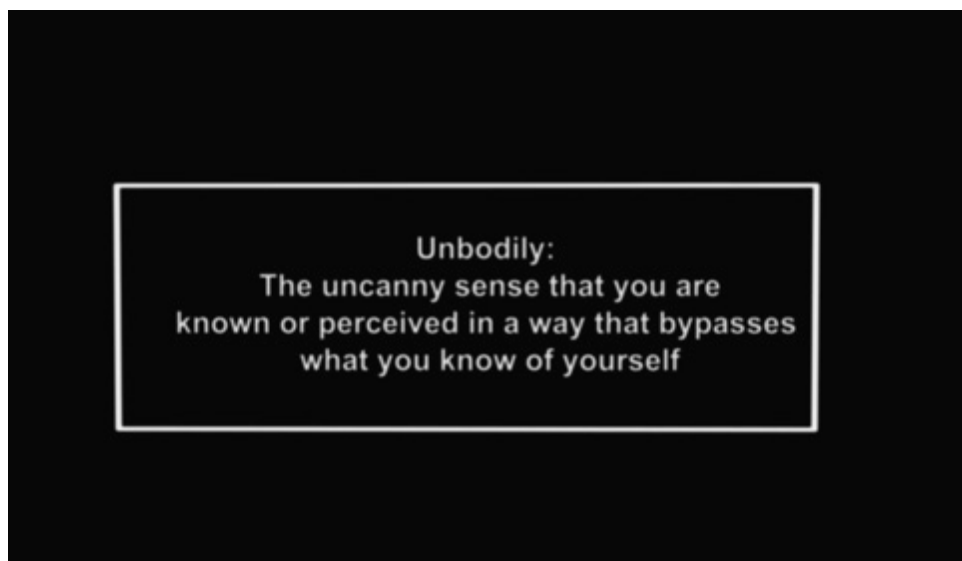 Unbodily:
The uncanny sense that you are
known or perceived in a way that bypasses
what you know of yourself